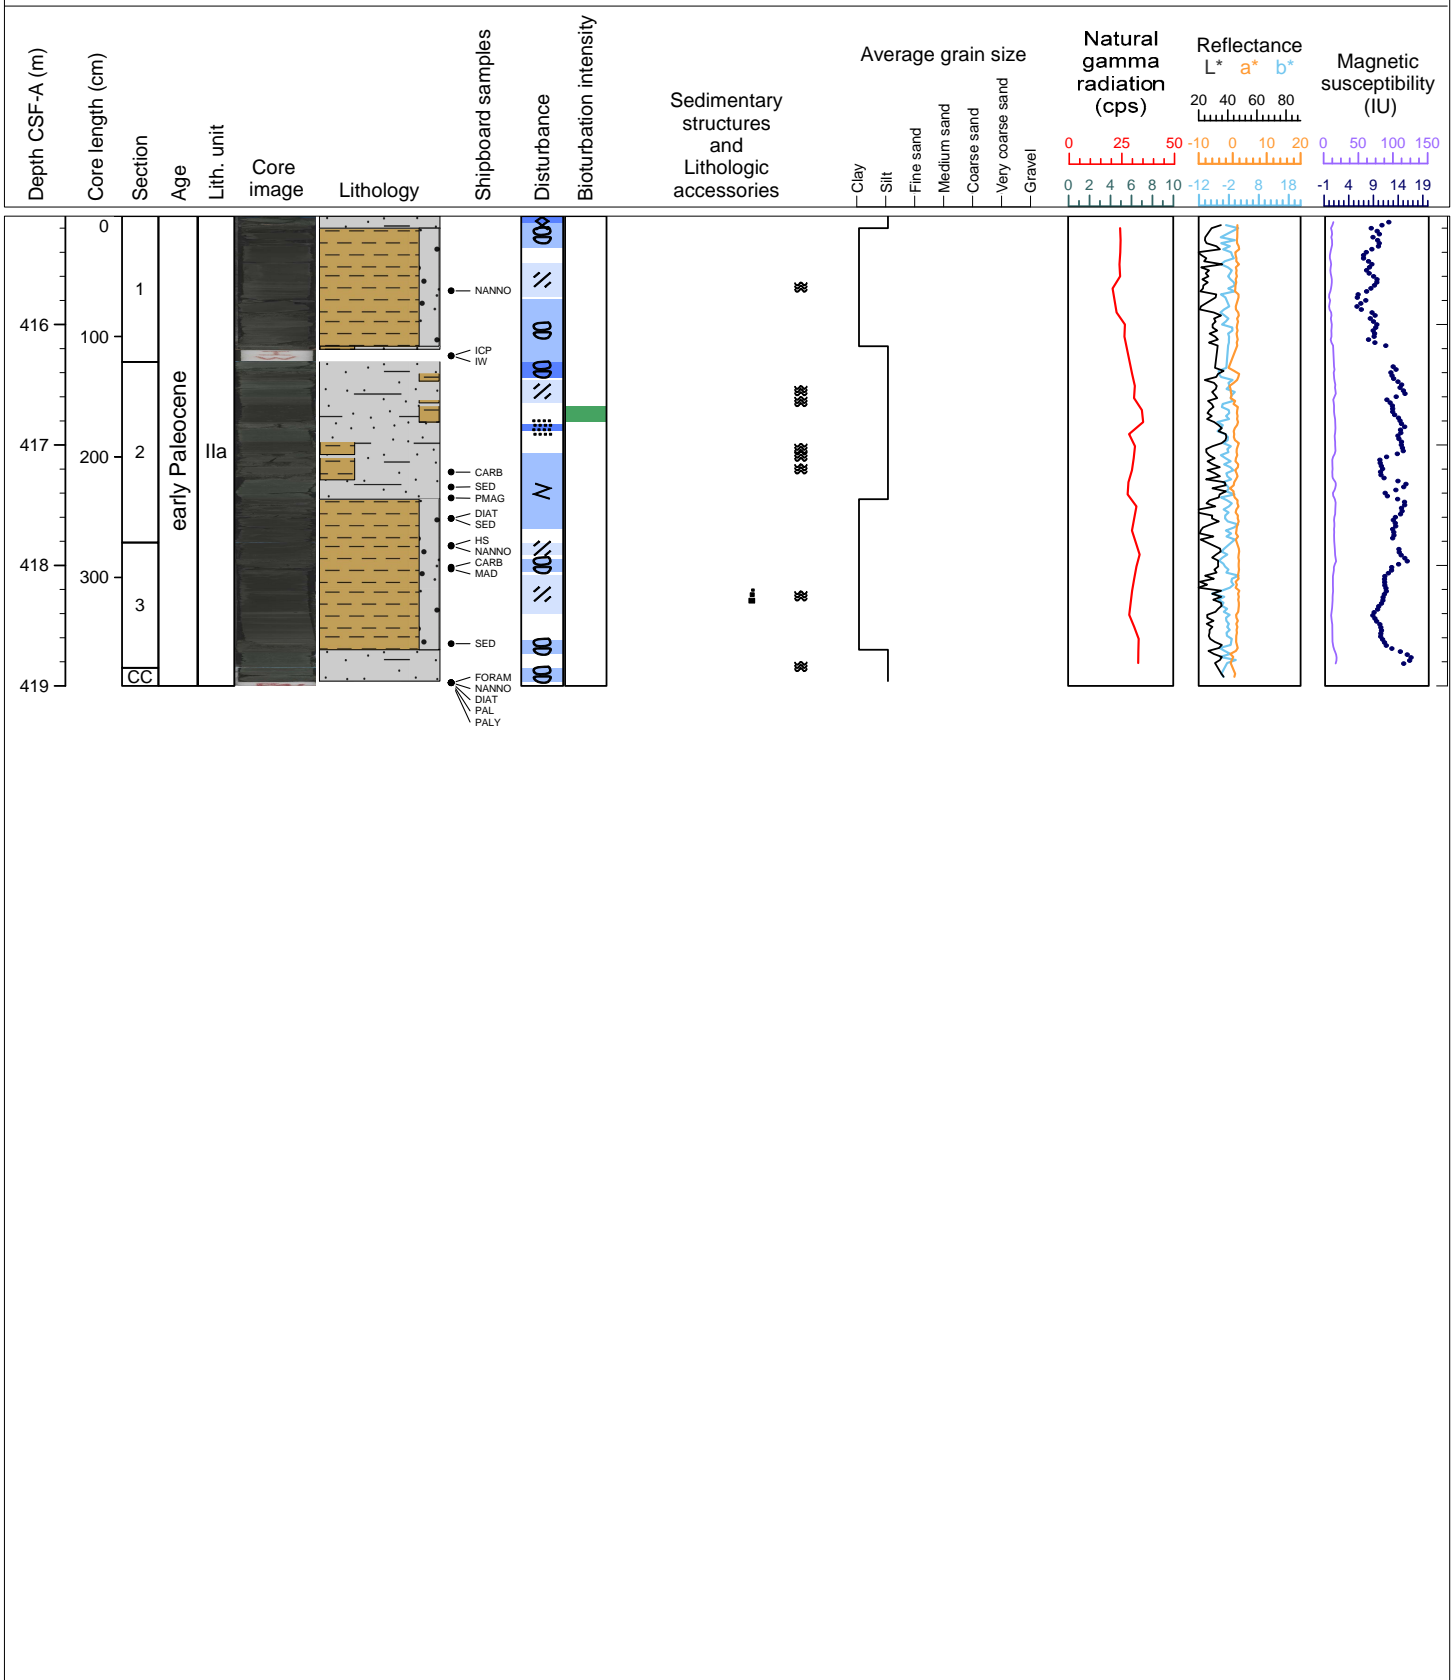 Depth CSF-A (m)
Core length (cm)
Section
Age
Lith. unit
Core
image
Lithology
Shipboard samples
Disturbance
Bioturbation intensity
Sedimentary
structures
and
Lithologic
accessories
Average grain size
Clay
Silt
Fine sand
Medium sand
Coarse sand
Very coarse sand
Gravel
Natural
gamma
radiation
(cps)
0 25 50
0 2 4 6 8 10
Reflectance
L* a* b*
20 40 60 80
-10 0 10 20
-12 -2 8 18
Magnetic
susceptibility
(IU)
0 50 100 150
-1 4 9 14 19
0
1
NANNO
416
100
ICP
IW
early Paleocene
IIa
417
2
200
CARB
SED
PMAG
DIAT
SED
HS
NANNO
418
CARB
MAD
300
3
SED
CC
419
FORAM
NANNO
DIAT
PAL
PALY